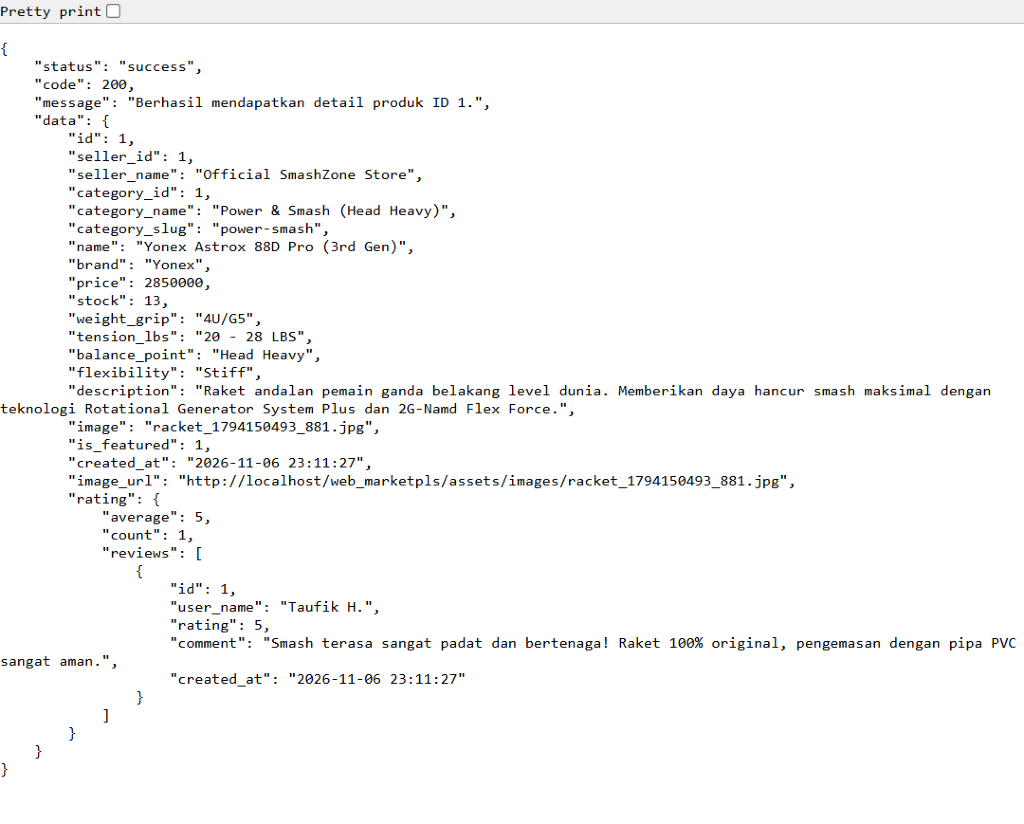 Pretty print
{
    "status": "success",
    "code": 200,
    "message": "Berhasil mendapatkan detail produk ID 1.",
    "data": {
        "id": 1,
        "seller_id": 1,
        "seller_name": "Official SmashZone Store",
        "category_id": 1,
        "category_name": "Power & Smash (Head Heavy)",
        "category_slug": "power-smash",
        "name": "Yonex Astrox 88D Pro (3rd Gen)",
        "brand": "Yonex",
        "price": 2850000,
        "stock": 13,
        "weight_grip": "4U/G5",
        "tension_lbs": "20 - 28 LBS",
        "balance_point": "Head Heavy",
        "flexibility": "Stiff",
        "description": "Raket andalan pemain ganda belakang level dunia. Memberikan daya hancur smash maksimal dengan
teknologi Rotational Generator System Plus dan 2G-Namd Flex Force.",
        "image": "racket_1794150493_881.jpg",
        "is_featured": 1,
        "created_at": "2026-11-06 23:11:27",
        "image_url": "http://localhost/web_marketpls/assets/images/racket_1794150493_881.jpg",
        "rating": {
            "average": 5,
            "count": 1,
            "reviews": [
                {
                    "id": 1,
                    "user_name": "Taufik H.",
                    "rating": 5,
                    "comment": "Smash terasa sangat padat dan bertenaga! Raket 100% original, pengemasan dengan pipa PVC
sangat aman.",
                    "created_at": "2026-11-06 23:11:27"
                }
            ]
        }
    }
}